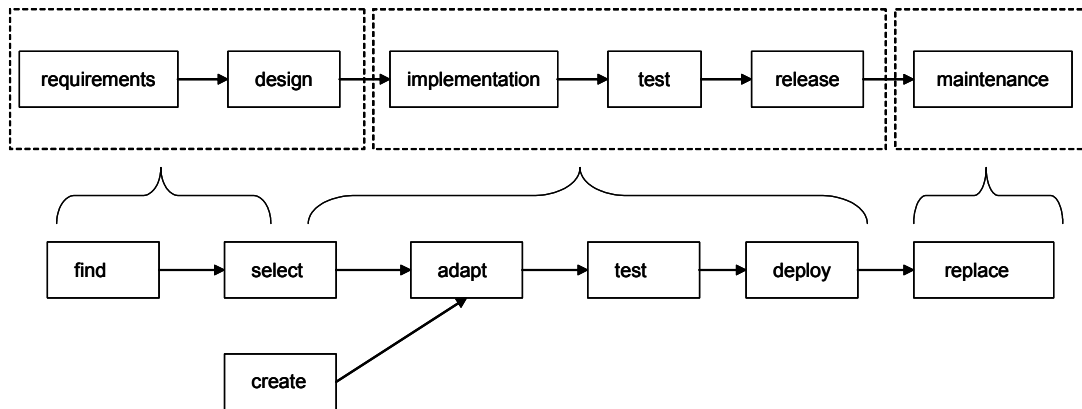 requirements
design
implementation
test
release
maintenance
find
select
adapt
test
deploy
replace
create